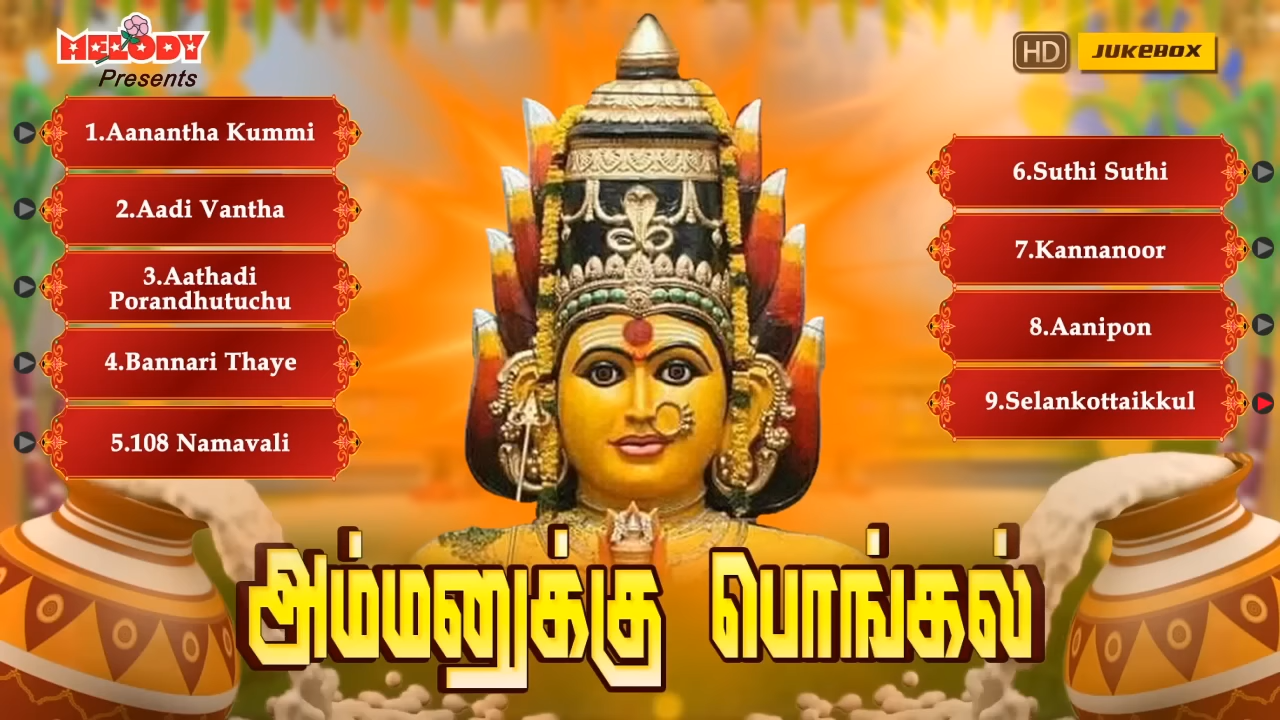 MELODY
Presents
HD JUKEBOX
1.Aanantha Kummi
2.Aadi Vantha
3.Aathadi
Porandhutuchu
4.Bannari Thaye
5.108 Namavali
6.Suthi Suthi
7.Kannanoor
8.Aanipon
9.Selankottaikkul
அம்மனுக்கு பொங்கல்